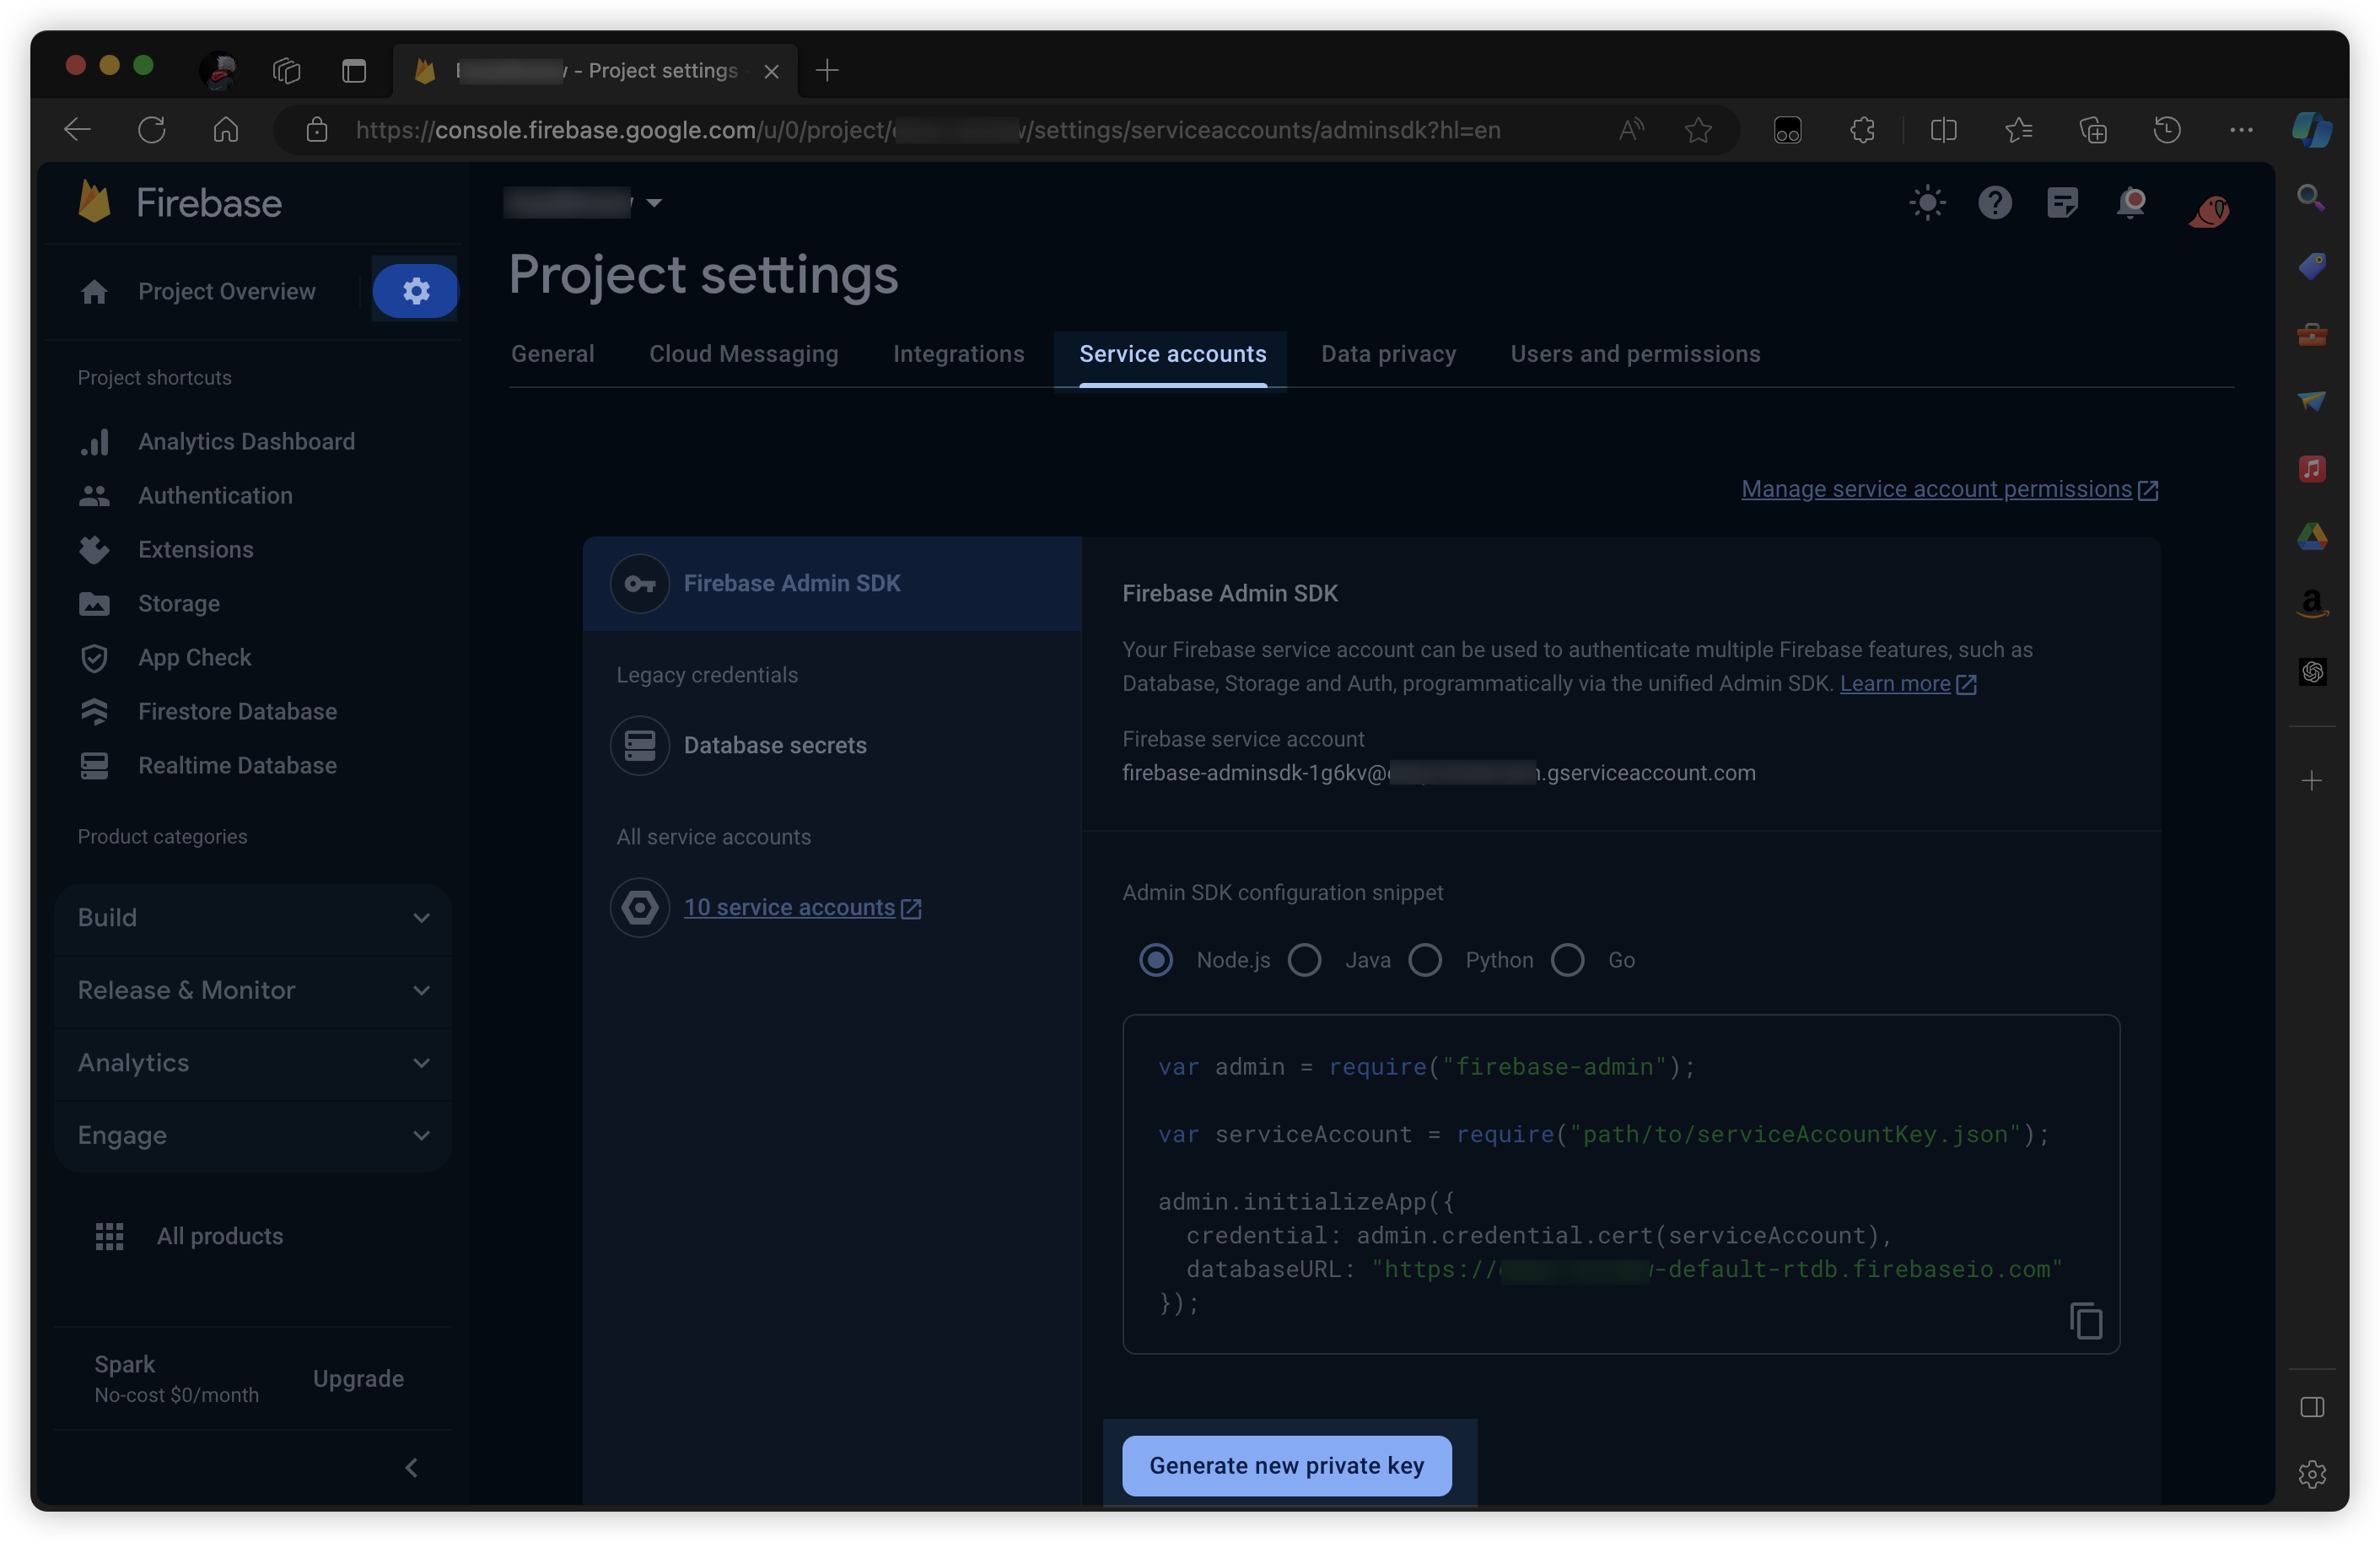 - Project settings
https://console.firebase.google.com/u/0/project/ /settings/serviceaccounts/adminsdk?hl=en
Firebase
Project Overview
Project shortcuts
Analytics Dashboard
Authentication
Extensions
Storage
App Check
Firestore Database
Realtime Database
Product categories
Build
Release & Monitor
Analytics
Engage
All products
Spark
No-cost $0/month
Upgrade
Project settings
General
Cloud Messaging
Integrations
Service accounts
Data privacy
Users and permissions
Manage service account permissions
Firebase Admin SDK
Legacy credentials
Database secrets
All service accounts
10 service accounts
Firebase Admin SDK
Your Firebase service account can be used to authenticate multiple Firebase features, such as
Database, Storage and Auth, programmatically via the unified Admin SDK. Learn more
Firebase service account
firebase-adminsdk-1g6kv@ .gserviceaccount.com
Admin SDK configuration snippet
Node.js
Java
Python
Go
var admin = require("firebase-admin");
var serviceAccount = require("path/to/serviceAccountKey.json");
admin.initializeApp({
credential: admin.credential.cert(serviceAccount),
databaseURL: "https:// -default-rtdb.firebaseio.com"
});
Generate new private key